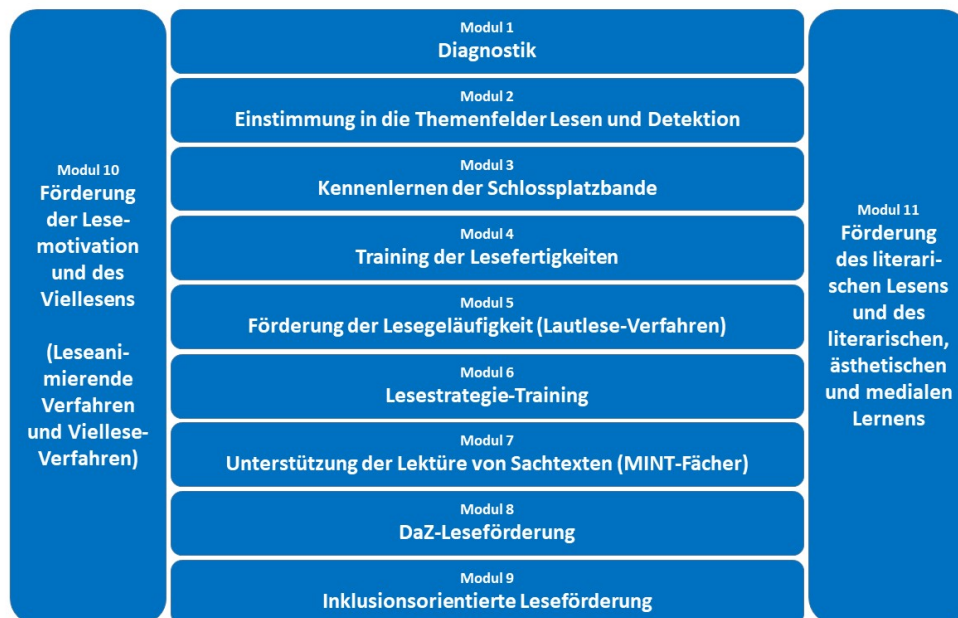 Modul 10
Förderung
der Lese-
motivation
und des
Viellesens
(Leseani-
mierende
Verfahren
und Viellese-
Verfahren)
Modul 1
Diagnostik
Modul 2
Einstimmung in die Themenfelder Lesen und Detektion
Modul 3
Kennenlernen der Schlossplatzbande
Modul 4
Training der Lesefertigkeiten
Modul 5
Förderung der Lesegeläufigkeit (Lautlese-Verfahren)
Modul 6
Lesestrategie-Training
Modul 7
Unterstützung der Lektüre von Sachtexten (MINT-Fächer)
Modul 8
DaZ-Leseförderung
Modul 9
Inklusionsorientierte Leseförderung
Modul 11
Förderung
des literari-
schen Lesens
und des
literarischen,
ästhetischen
und medialen
Lernens